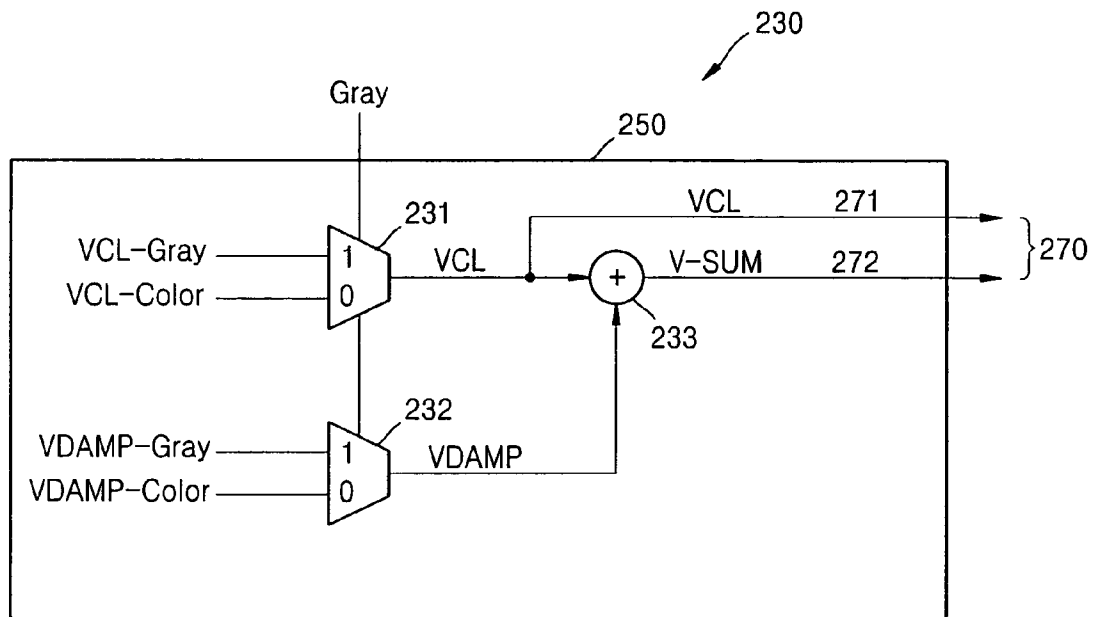 230
Gray
250
VCL 271
231
VCL-Gray 1 VCL V-SUM 272 270
VCL-Color 0 +
233
232
VDAMP-Gray 1 VDAMP
VDAMP-Color 0